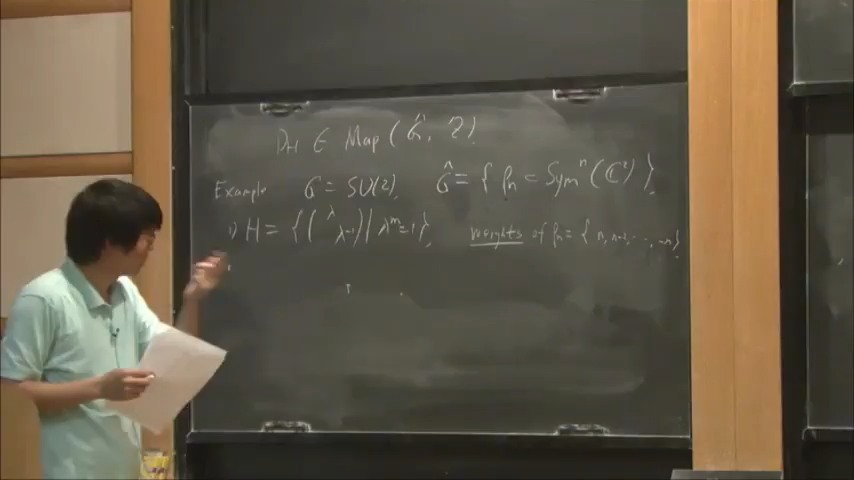 D_H ∈ Map(Ĝ, ℤ)
Example G = SU(2), Ĝ = { ρ_n = Sym^n(ℂ²) },
1) H = { ( λ λ^-1 ) | λ^m = 1 }, weights of ρ_n = { n, n-2, ..., -n }